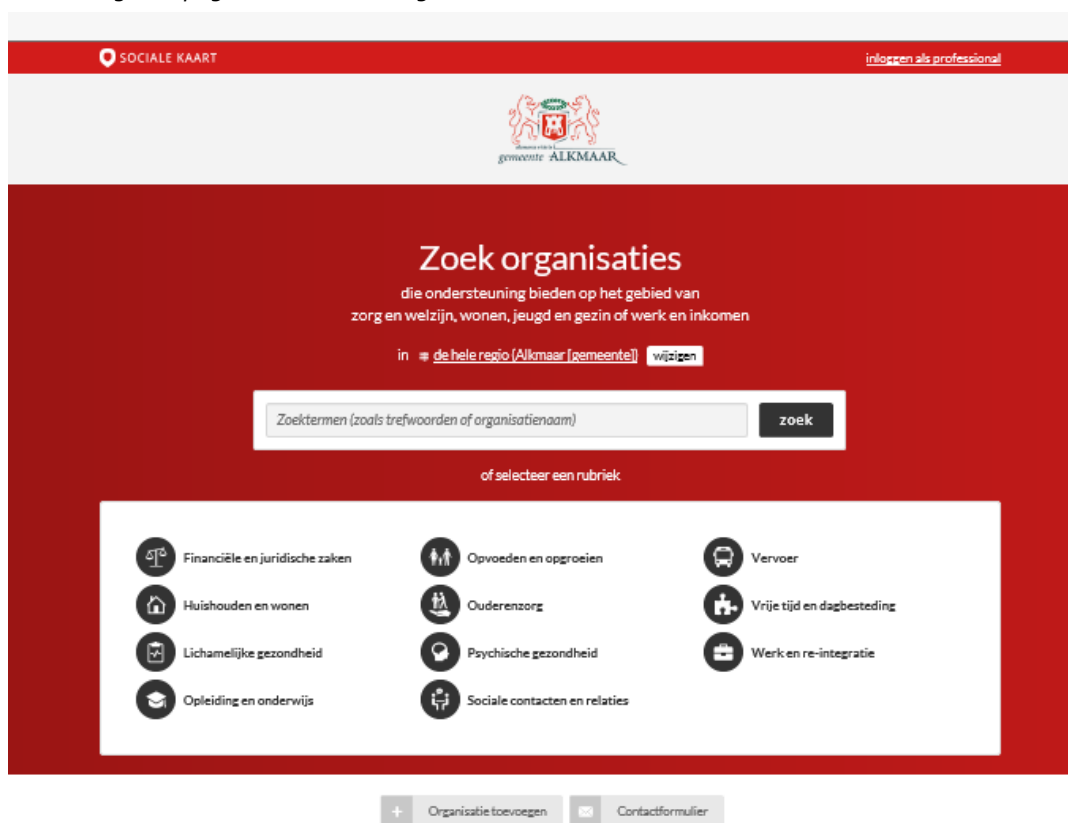 SOCIALE KAART
inloggen als professional
gemeente ALKMAAR
Zoek organisaties
die ondersteuning bieden op het gebied van
zorg en welzijn, wonen, jeugd en gezin of werk en inkomen
in de hele regio (Alkmaar [gemeente]) wijzigen
Zoektermen (zoals trefwoorden of organisatienaam)
zoek
of selecteer een rubriek
Financiële en juridische zaken
Huishouden en wonen
Lichamelijke gezondheid
Opleiding en onderwijs
Opvoeden en opgroeien
Ouderenzorg
Psychische gezondheid
Sociale contacten en relaties
Vervoer
Vrije tijd en dagbesteding
Werk en re-integratie
+ Organisatie toevoegen
Contactformulier